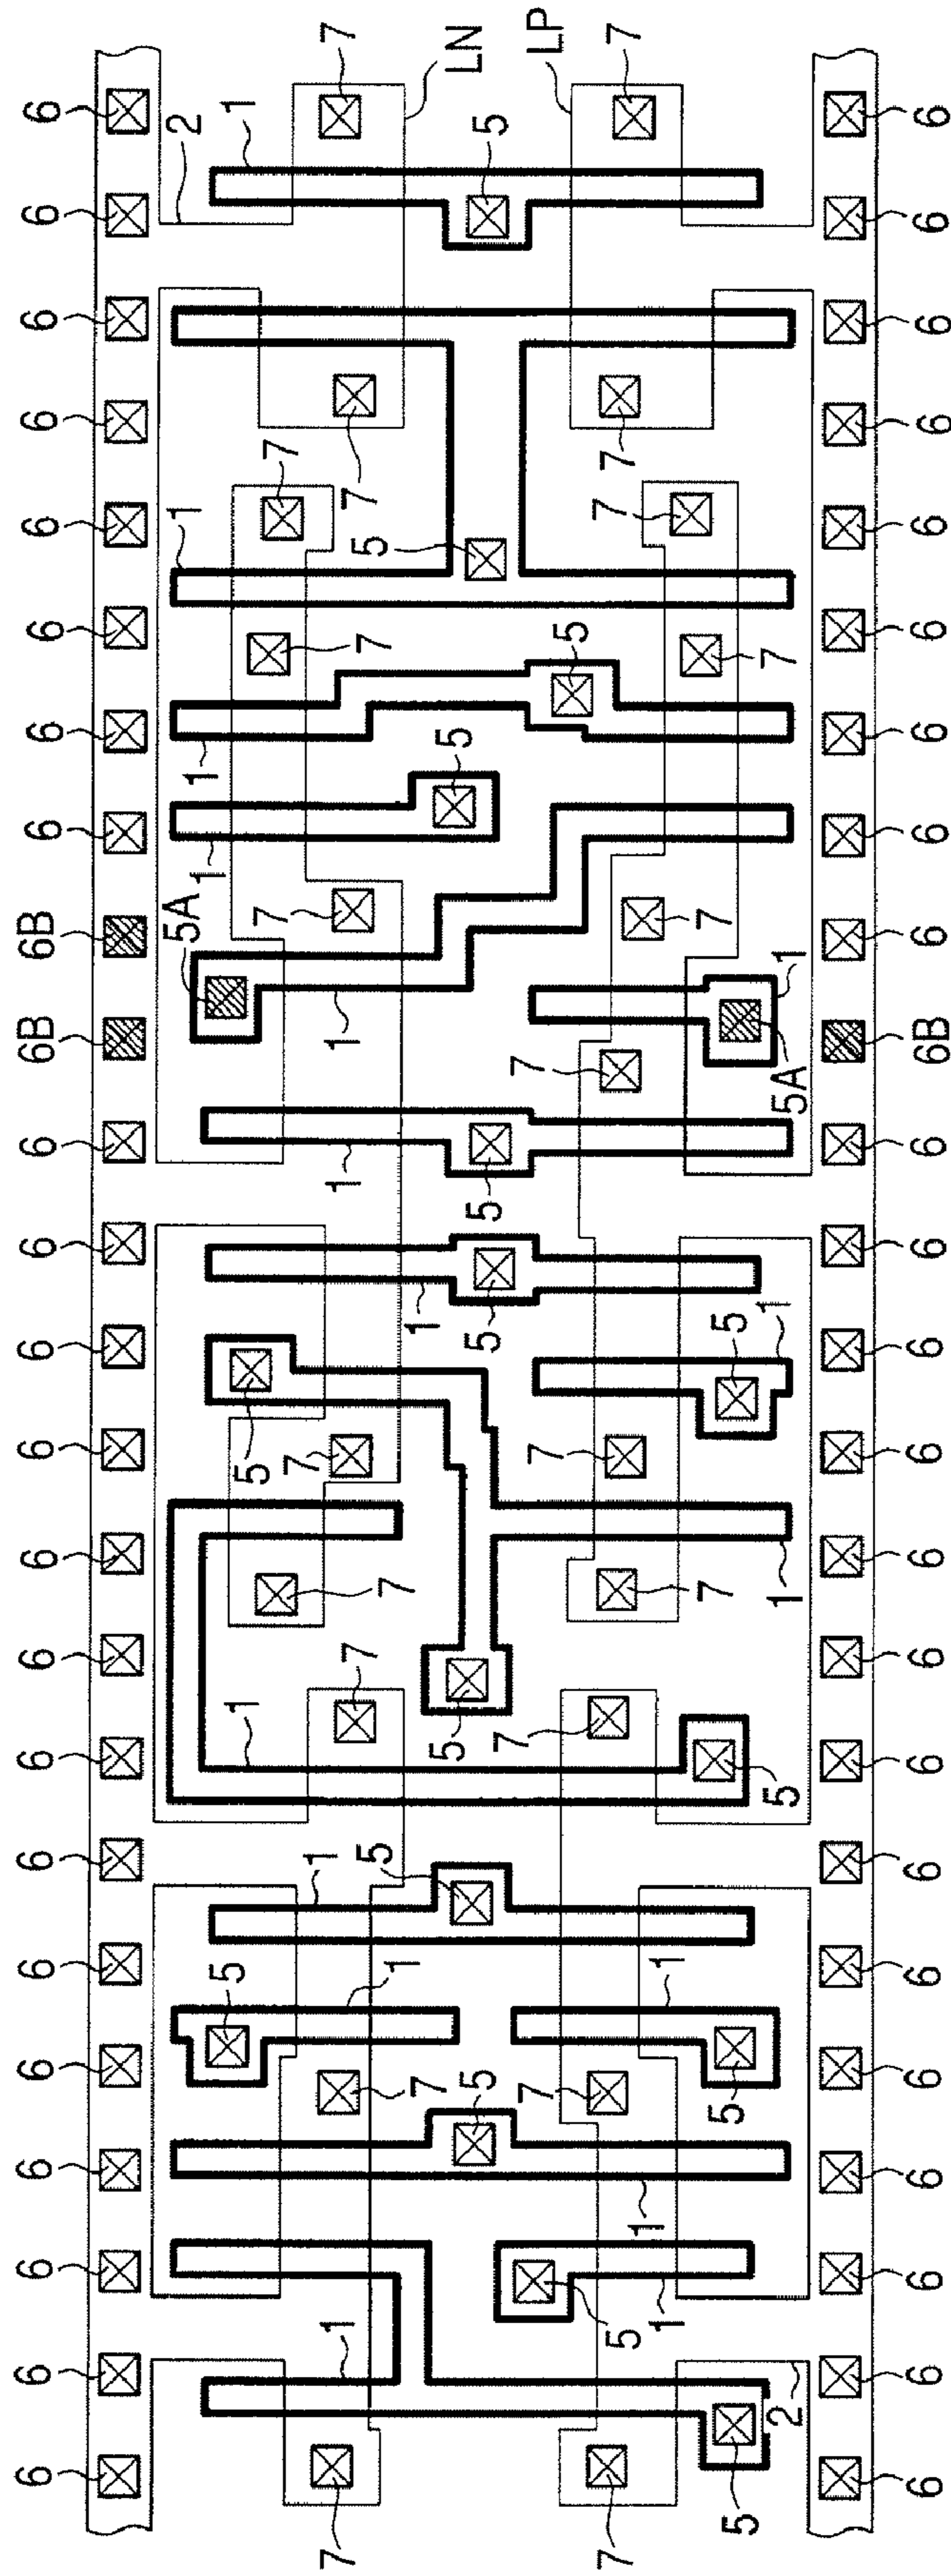 6 6 6 6 6 6 6 6 6 6 6 6 6 6 6B 6B 6 6 6 6 6 6 6 6
5 1 5A 1 1 1 2 1
5 7 7 7
7 1 1 1 1 7
5 1 7 7 7 5 7
7 5 1 5 LN
5 5 5 5
7 7 LP
7 7 7 5 7 7 7
5 1 1 1 7 5 7
5 2 5 5 1 1 5A 1 7
6 6 6 6 6 6 6 6 6 6 6 6 6 6 6B 6 6 6 6 6 6 6 6 6